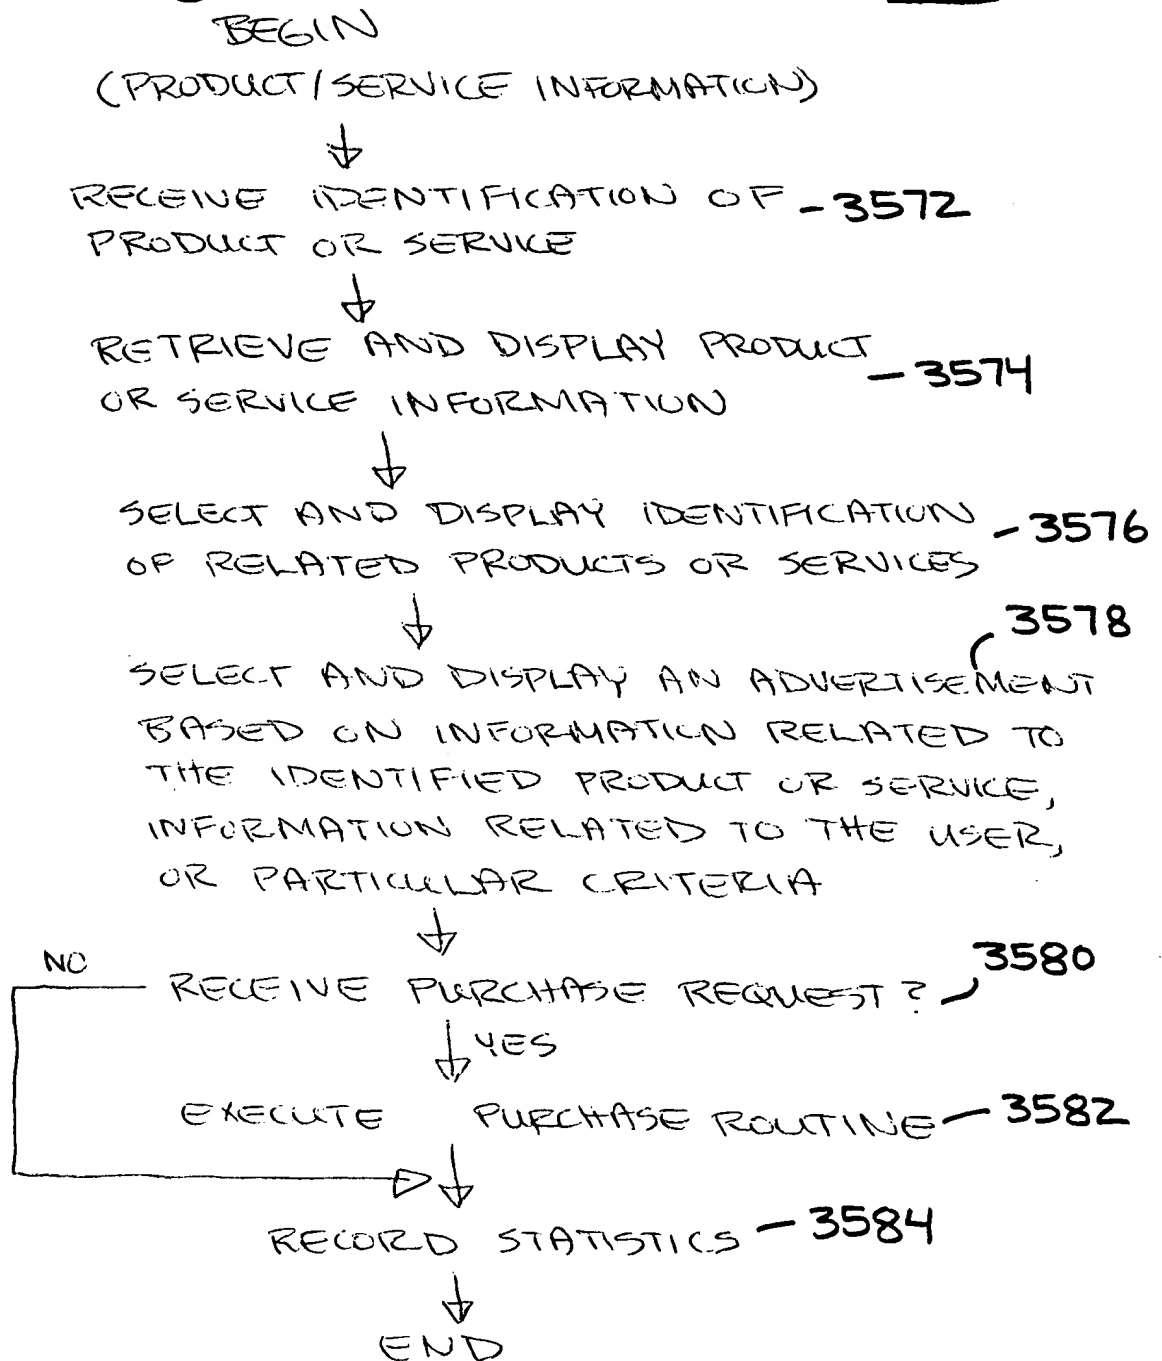 BEGIN
(PRODUCT/SERVICE INFORMATION)
RECEIVE IDENTIFICATION OF -3572
PRODUCT OR SERVICE
RETRIEVE AND DISPLAY PRODUCT
OR SERVICE INFORMATION -3574
SELECT AND DISPLAY IDENTIFICATION
OF RELATED PRODUCTS OR SERVICES -3576
3578
SELECT AND DISPLAY AN ADVERTISEMENT
BASED ON INFORMATION RELATED TO
THE IDENTIFIED PRODUCT OR SERVICE,
INFORMATION RELATED TO THE USER,
OR PARTICULAR CRITERIA
3580
NO RECEIVE PURCHASE REQUEST?
YES
EXECUTE PURCHASE ROUTINE - 3582
RECORD STATISTICS - 3584
END